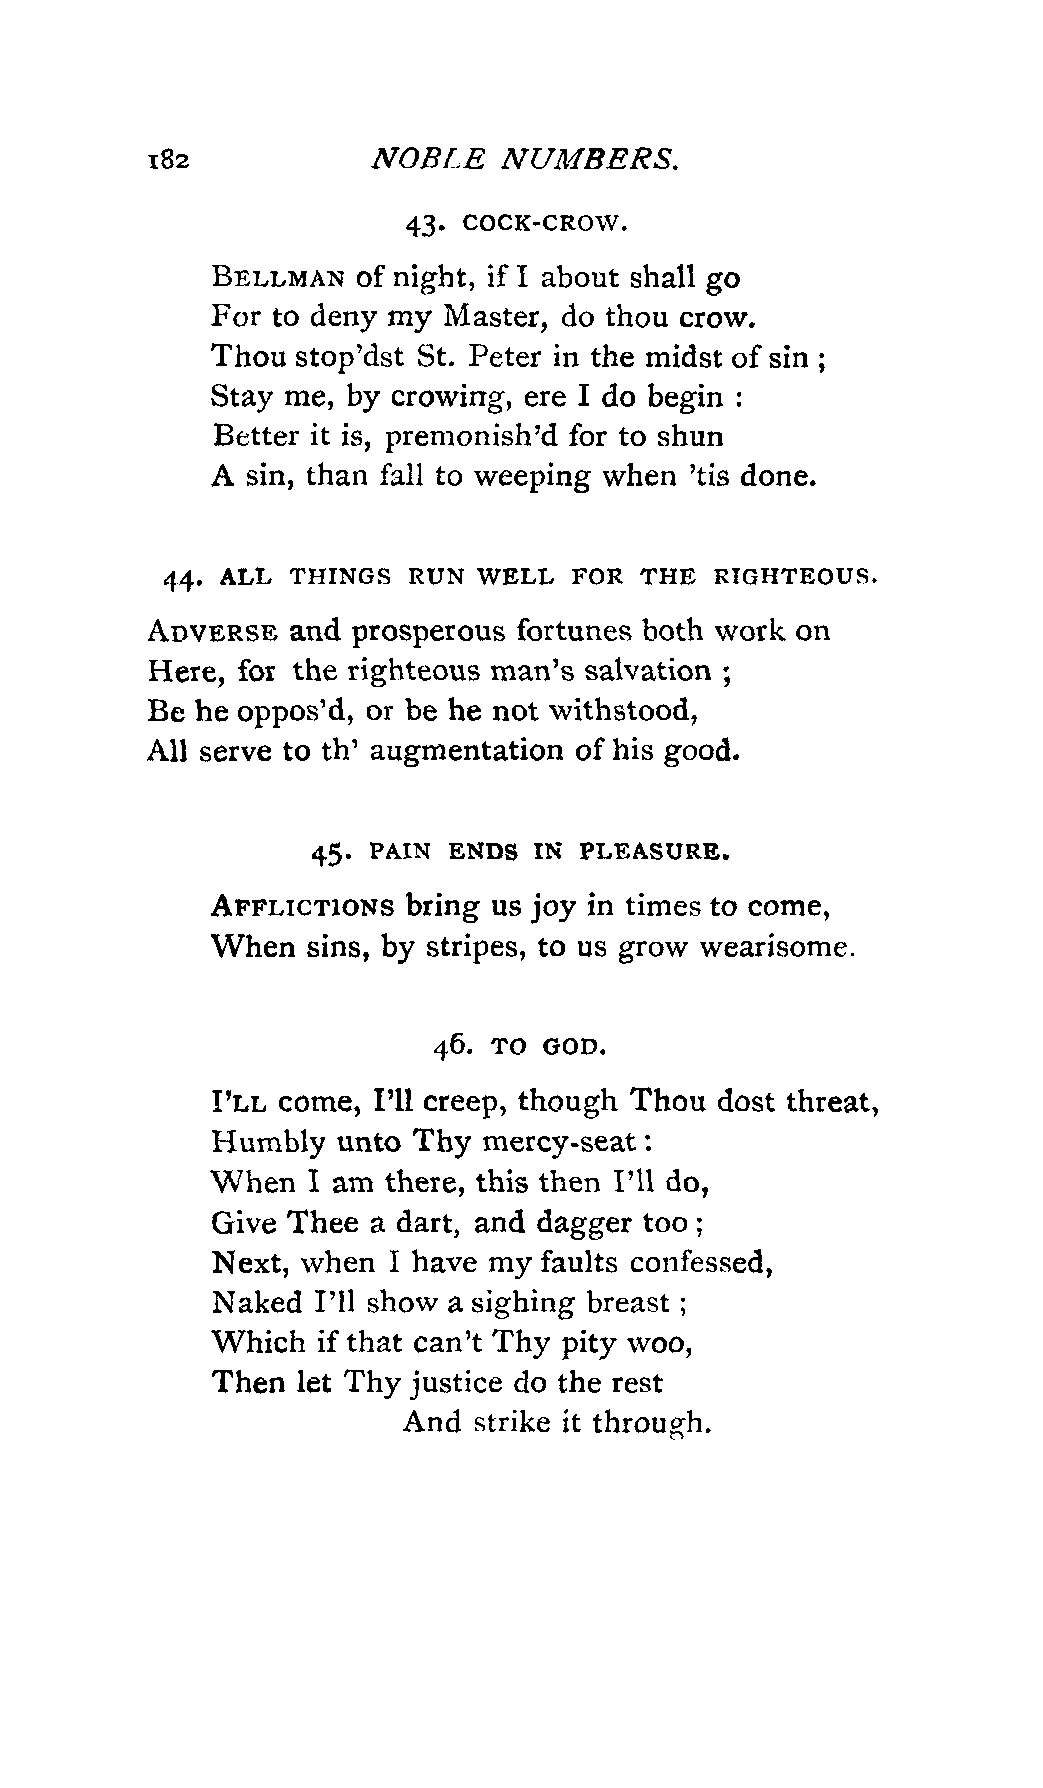 182 NOBLE NUMBERS.
43. COCK-CROW.
BELLMAN of night, if I about shall go
For to deny my Master, do thou crow.
Thou stop'dst St. Peter in the midst of sin ;
Stay me, by crowing, ere I do begin :
Better it is, premonish'd for to shun
A sin, than fall to weeping when 'tis done.
44. ALL THINGS RUN WELL FOR THE RIGHTEOUS.
ADVERSE and prosperous fortunes both work on
Here, for the righteous man's salvation ;
Be he oppos'd, or be he not withstood,
All serve to th' augmentation of his good.
45. PAIN ENDS IN PLEASURE.
AFFLICTIONS bring us joy in times to come,
When sins, by stripes, to us grow wearisome.
46. TO GOD.
I'LL come, I'll creep, though Thou dost threat,
Humbly unto Thy mercy-seat :
When I am there, this then I'll do,
Give Thee a dart, and dagger too ;
Next, when I have my faults confessed,
Naked I'll show a sighing breast ;
Which if that can't Thy pity woo,
Then let Thy justice do the rest
And strike it through.